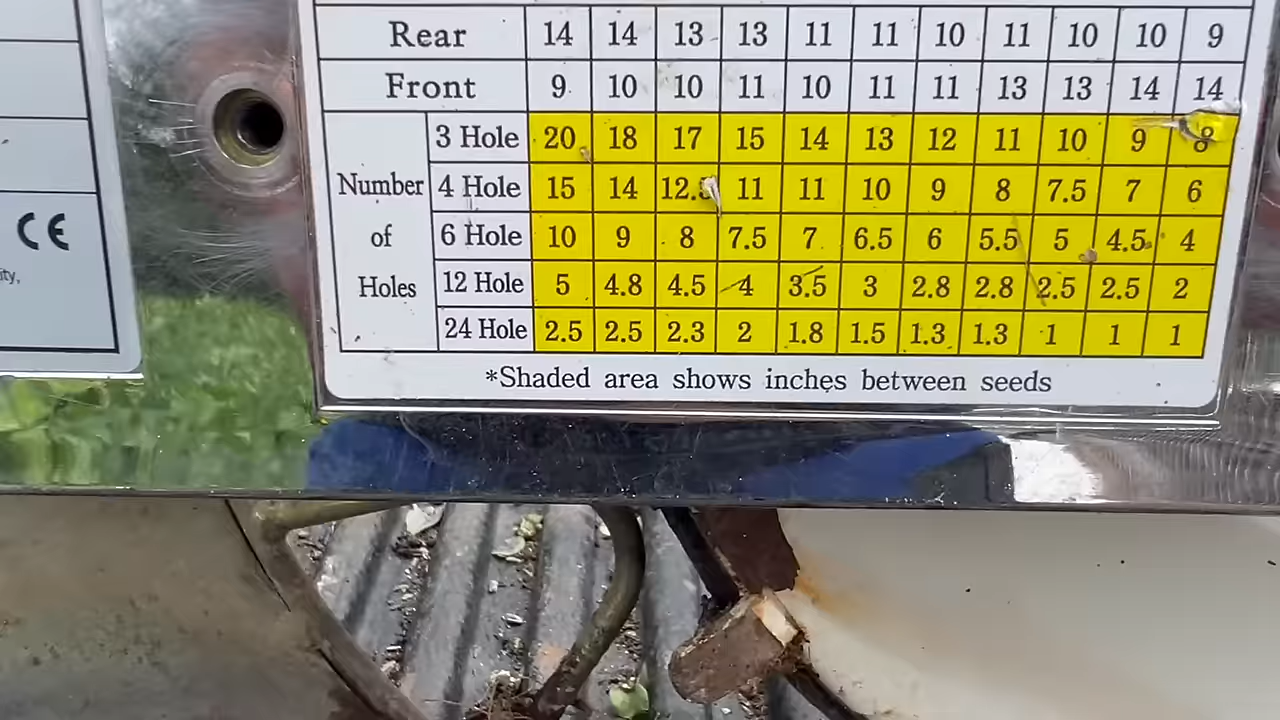 Rear 14 14 13 13 11 11 10 11 10 10 9
Front 9 10 10 11 10 11 11 13 13 14 14
3 Hole 20 18 17 15 14 13 12 11 10 9 8
Number 4 Hole 15 14 12.5 11 11 10 9 8 7.5 7 6
of 6 Hole 10 9 8 7.5 7 6.5 6 5.5 5 4.5 4
Holes 12 Hole 5 4.8 4.5 4 3.5 3 2.8 2.8 2.5 2.5 2
24 Hole 2.5 2.5 2.3 2 1.8 1.5 1.3 1.3 1 1 1
*Shaded area shows inches between seeds
CE